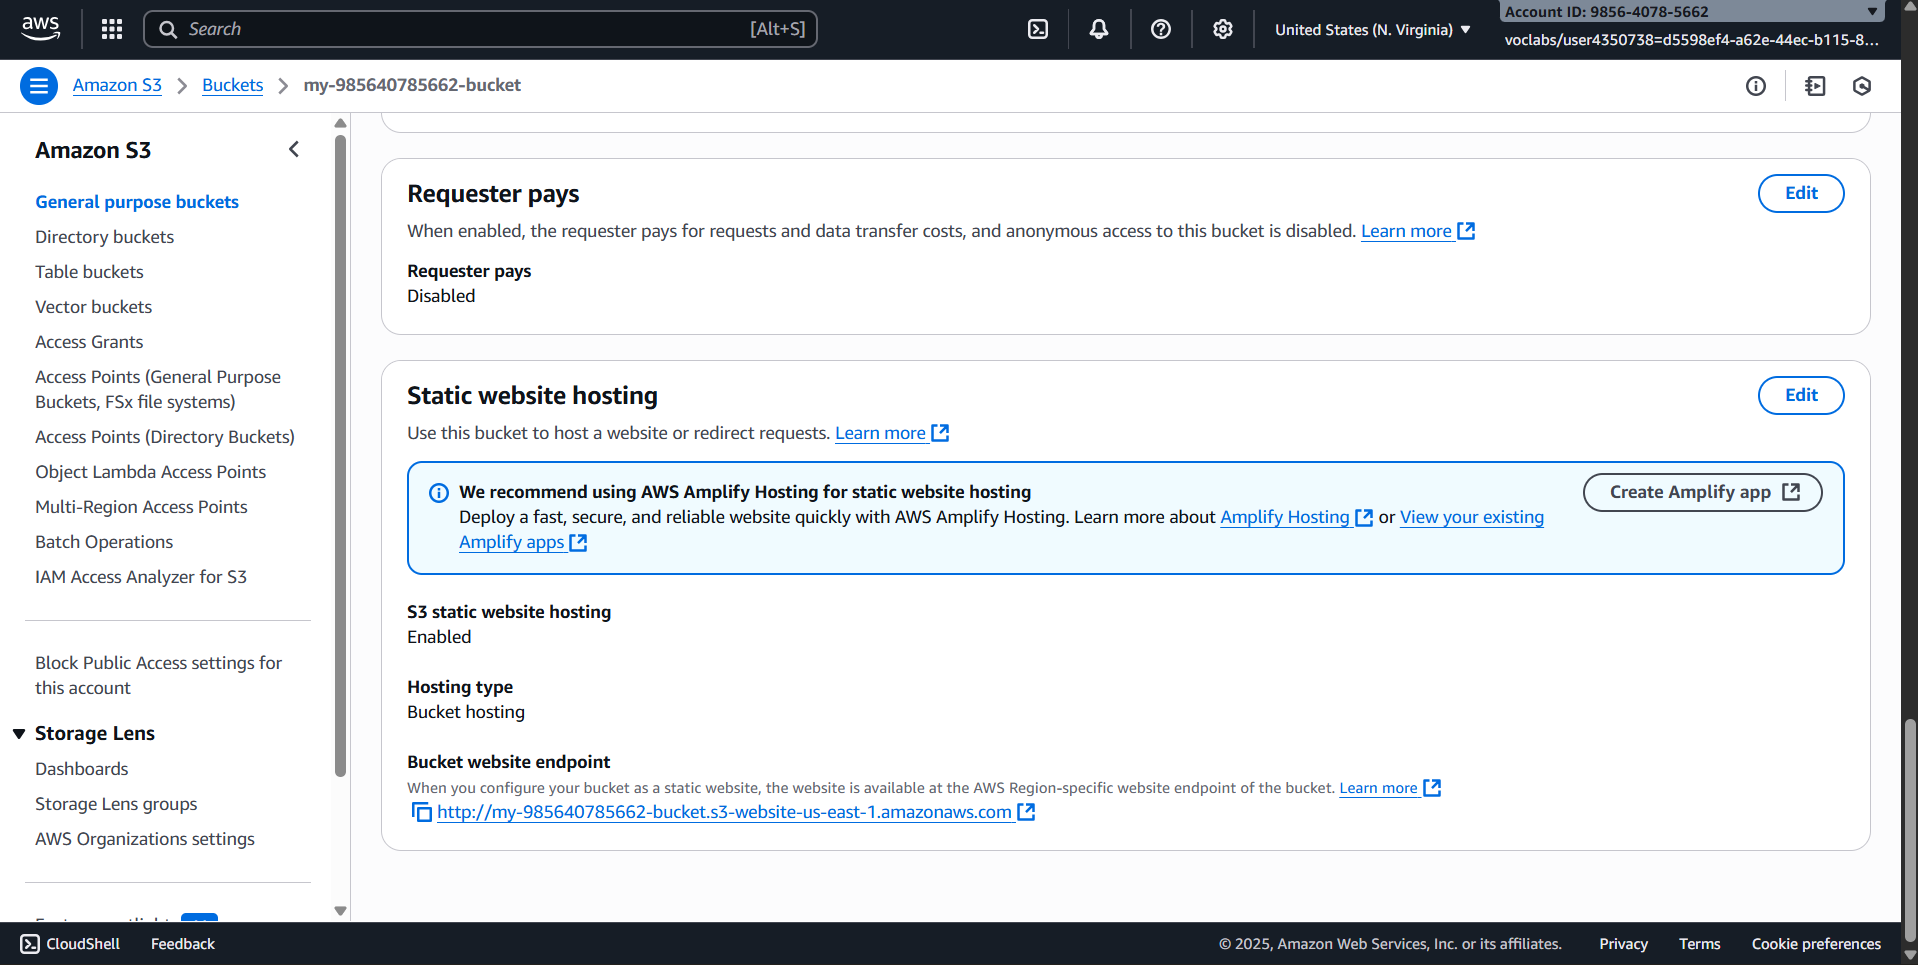 aws
Search
[Alt+S]
United States (N. Virginia)
Account ID: 9856-4078-5662
voclabs/user4350738=d5598ef4-a62e-44ec-b115-8...
Amazon S3
Buckets
my-985640785662-bucket
Amazon S3
General purpose buckets
Directory buckets
Table buckets
Vector buckets
Access Grants
Access Points (General Purpose
Buckets, FSx file systems)
Access Points (Directory Buckets)
Object Lambda Access Points
Multi-Region Access Points
Batch Operations
IAM Access Analyzer for S3
Block Public Access settings for
this account
Storage Lens
Dashboards
Storage Lens groups
AWS Organizations settings
Requester pays
Edit
When enabled, the requester pays for requests and data transfer costs, and anonymous access to this bucket is disabled. Learn more
Requester pays
Disabled
Static website hosting
Edit
Use this bucket to host a website or redirect requests. Learn more
We recommend using AWS Amplify Hosting for static website hosting
Create Amplify app
Deploy a fast, secure, and reliable website quickly with AWS Amplify Hosting. Learn more about Amplify Hosting or View your existing
Amplify apps
S3 static website hosting
Enabled
Hosting type
Bucket hosting
Bucket website endpoint
When you configure your bucket as a static website, the website is available at the AWS Region-specific website endpoint of the bucket. Learn more
http://my-985640785662-bucket.s3-website-us-east-1.amazonaws.com
CloudShell
Feedback
© 2025, Amazon Web Services, Inc. or its affiliates.
Privacy
Terms
Cookie preferences